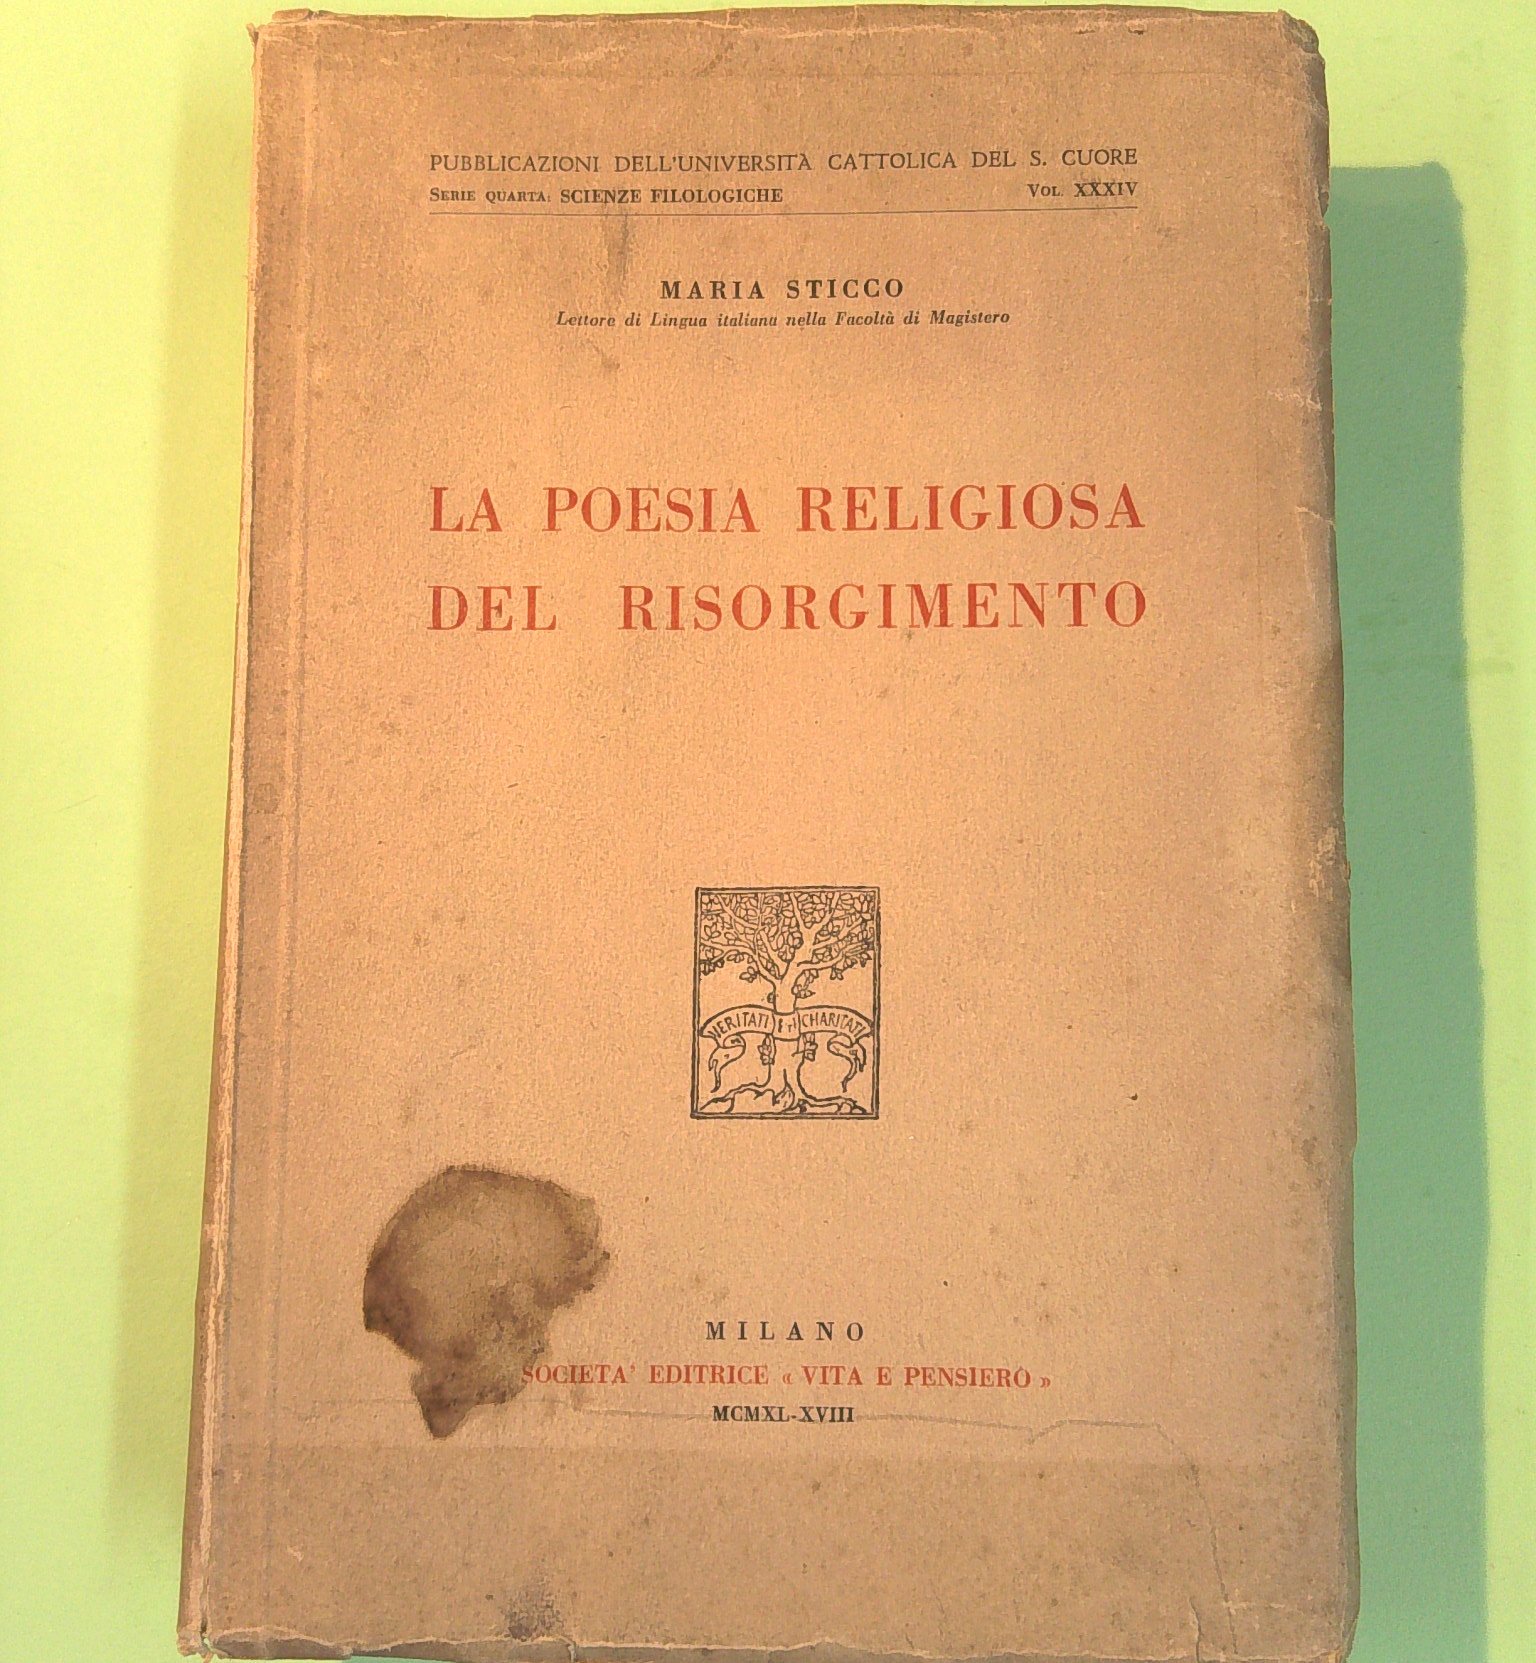 PUBBLICAZIONI DELL'UNIVERSITÀ CATTOLICA DEL S. CUORE
SERIE QUARTA: SCIENZE FILOLOGICHE VOL. XXXIV
MARIA STICCO
Lettore di Lingua italiana nella Facoltà di Magistero
LA POESIA RELIGIOSA
DEL RISORGIMENTO
VERITATI ET CHARITATI
MILANO
SOCIETA' EDITRICE « VITA E PENSIERO »
MCMXL-XVIII